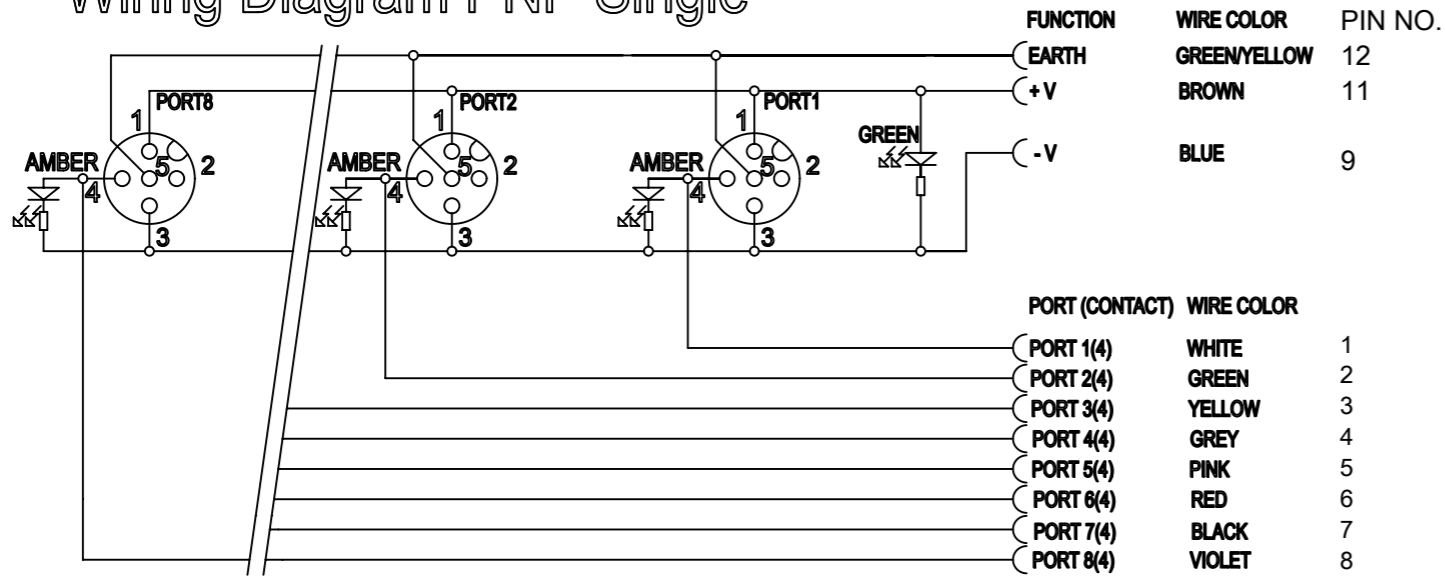 Wiring Diagram PNP Single
FUNCTION WIRE COLOR PIN NO.
EARTH GREEN/YELLOW 12
+ V BROWN 11
- V BLUE 9
PORT8 PORT2 PORT1
GREEN
1 1 1
AMBER 5 2 AMBER 5 2 AMBER 5 2
4 4 4
3 3 3
PORT (CONTACT) WIRE COLOR
PORT 1(4) WHITE 1
PORT 2(4) GREEN 2
PORT 3(4) YELLOW 3
PORT 4(4) GREY 4
PORT 5(4) PINK 5
PORT 6(4) RED 6
PORT 7(4) BLACK 7
PORT 8(4) VIOLET 8